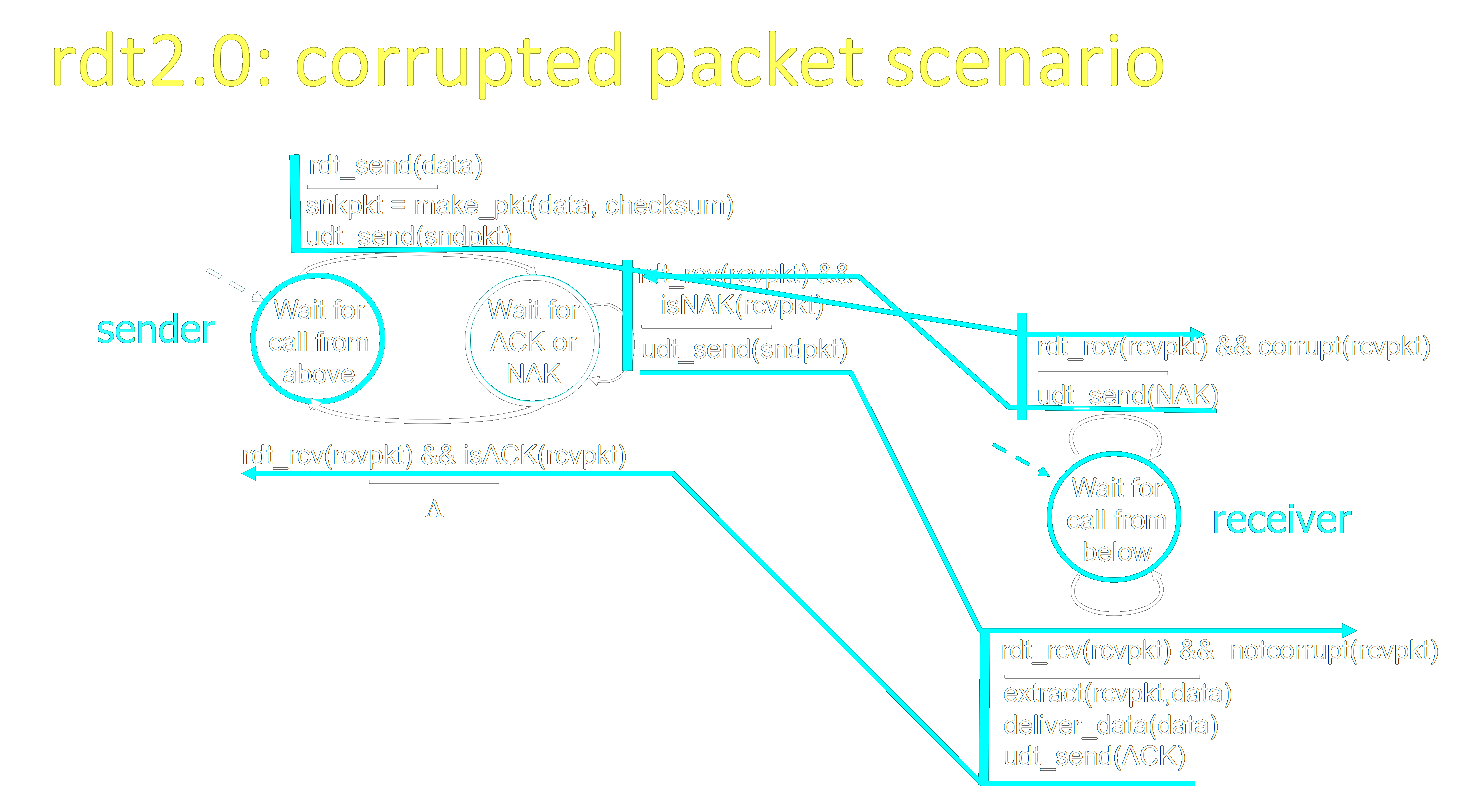 rdt2.0: corrupted packet scenario
rdt_send(data)
snkpkt = make_pkt(data, checksum)
udt_send(sndpkt)
rdt_rcv(rcvpkt) &&
isNAK(rcvpkt)
udt_send(sndpkt)
sender
Wait for
call from
above
Wait for
ACK or
NAK
rdt_rcv(rcvpkt) && corrupt(rcvpkt)
udt_send(NAK)
rdt_rcv(rcvpkt) && isACK(rcvpkt)
Λ
Wait for
call from
below
receiver
rdt_rcv(rcvpkt) && notcorrupt(rcvpkt)
extract(rcvpkt,data)
deliver_data(data)
udt_send(ACK)